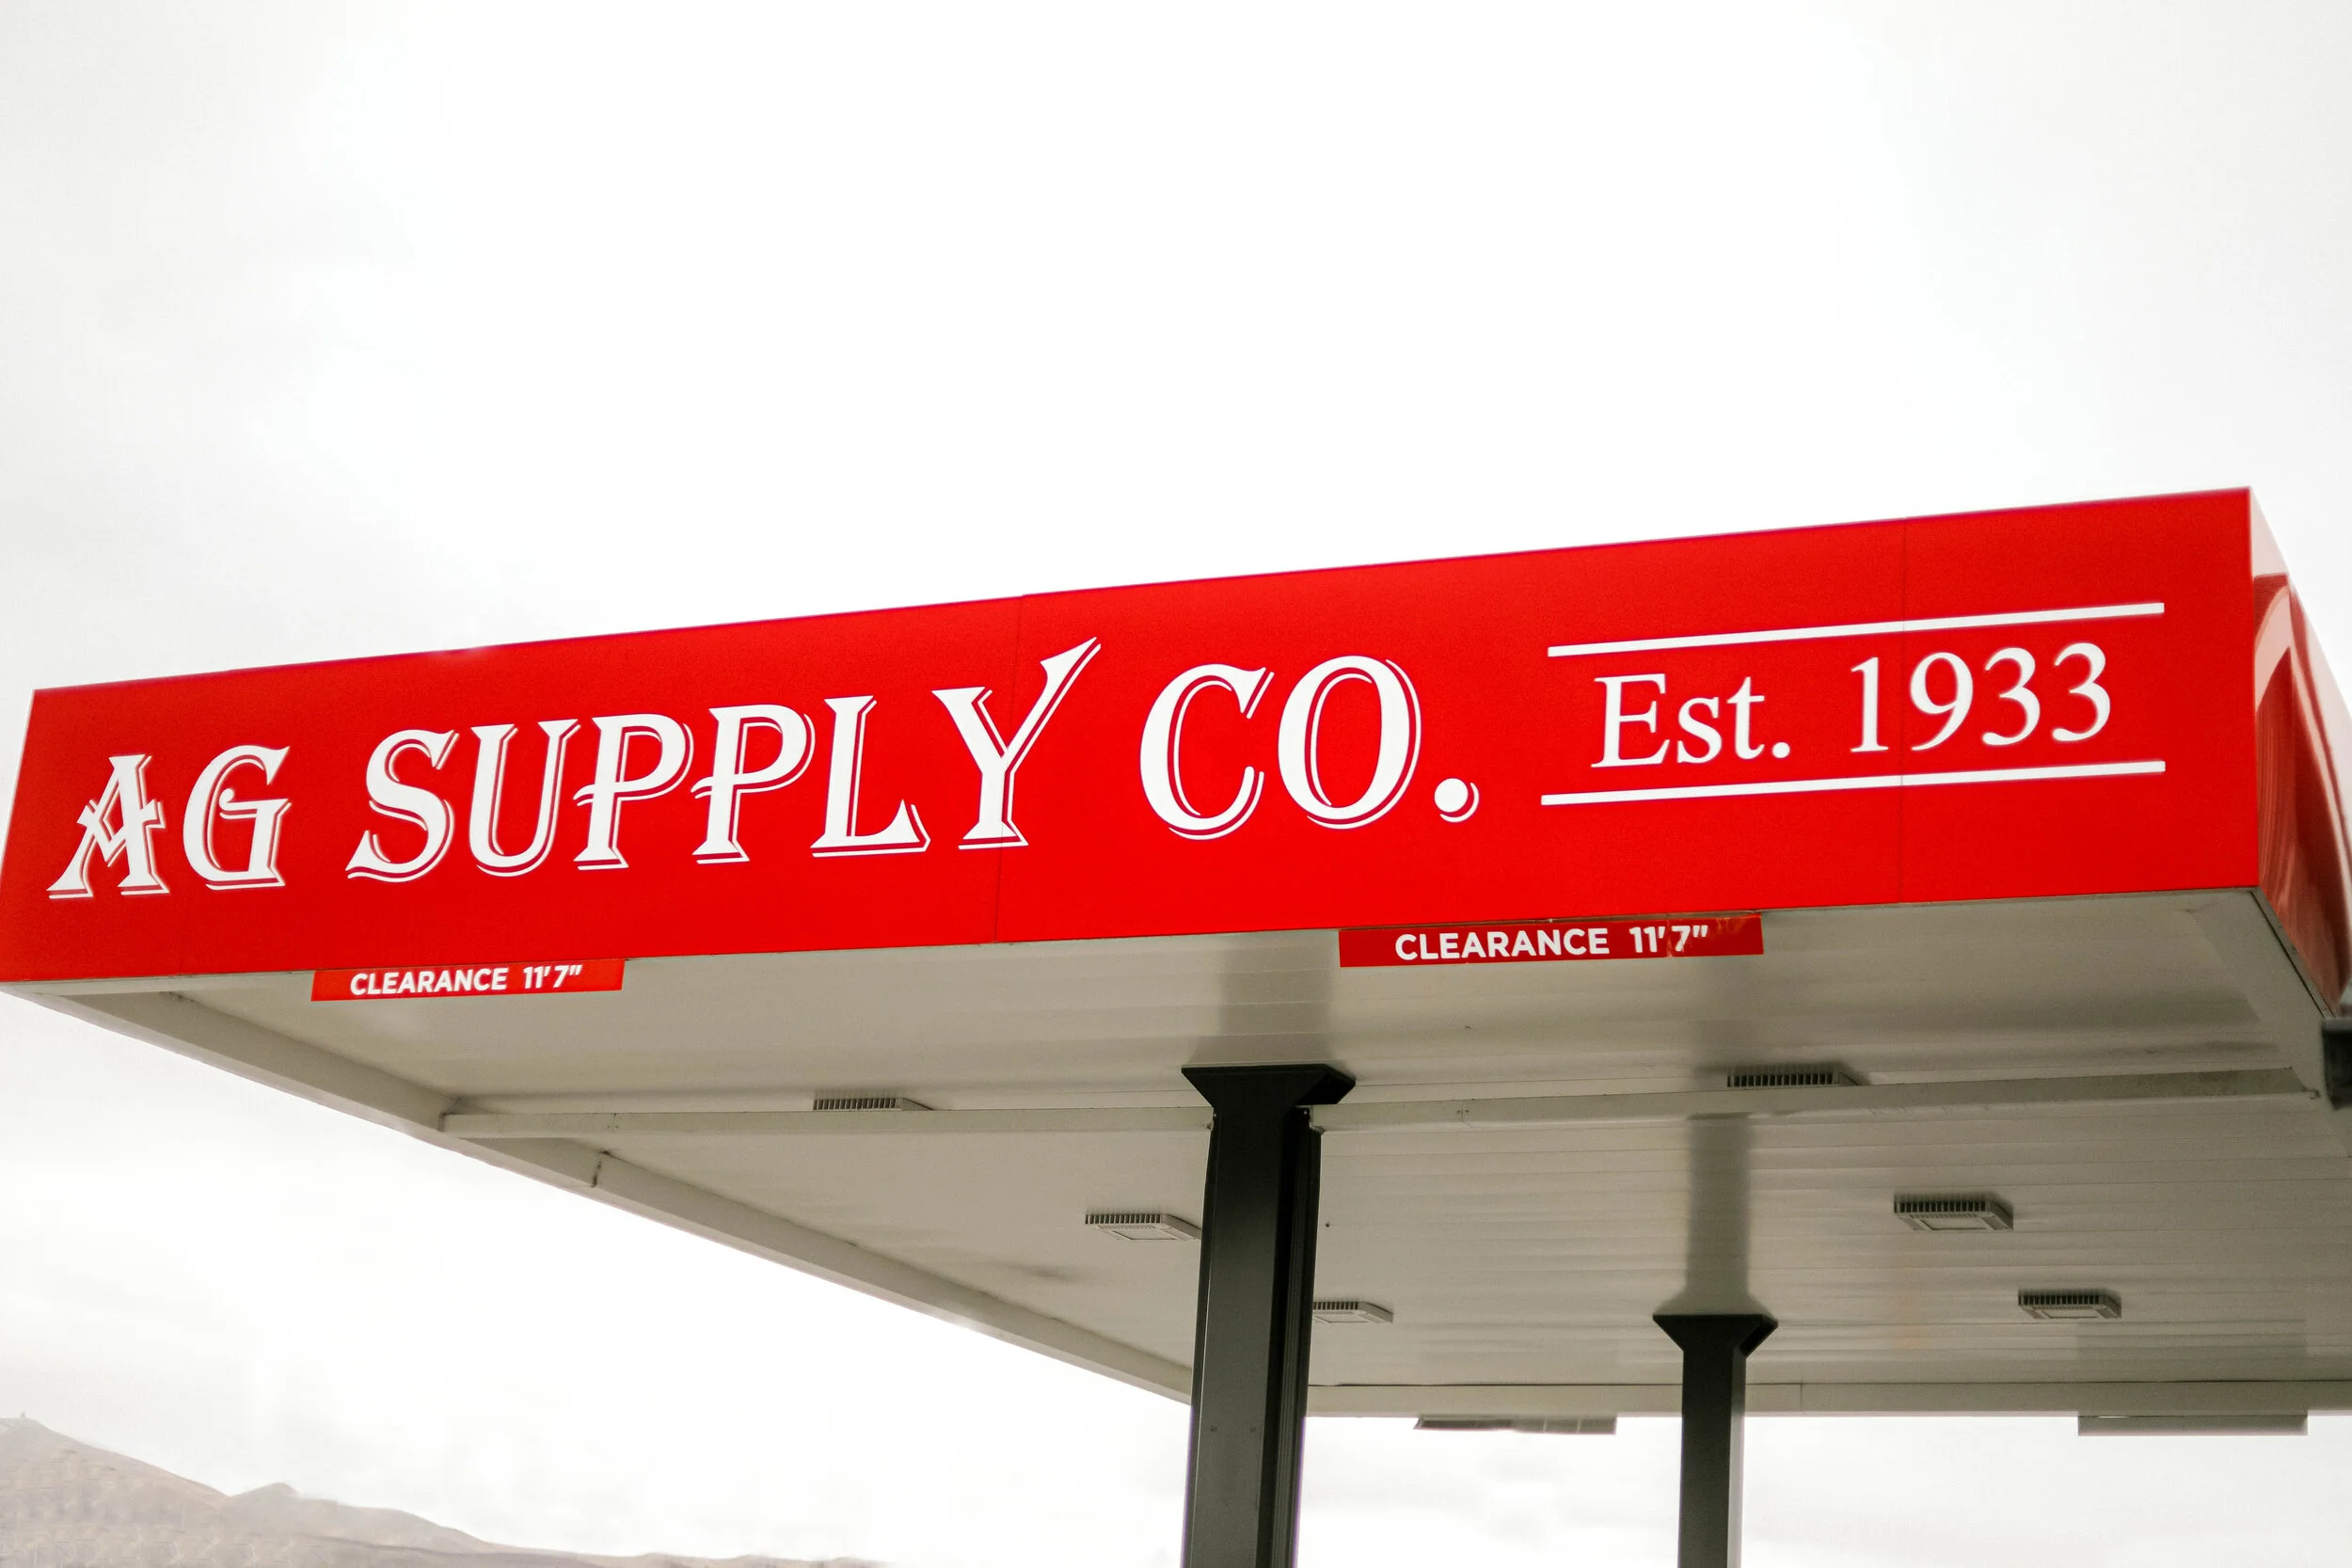 AG SUPPLY CO. Est. 1933
CLEARANCE 11'7"
CLEARANCE 11'7"